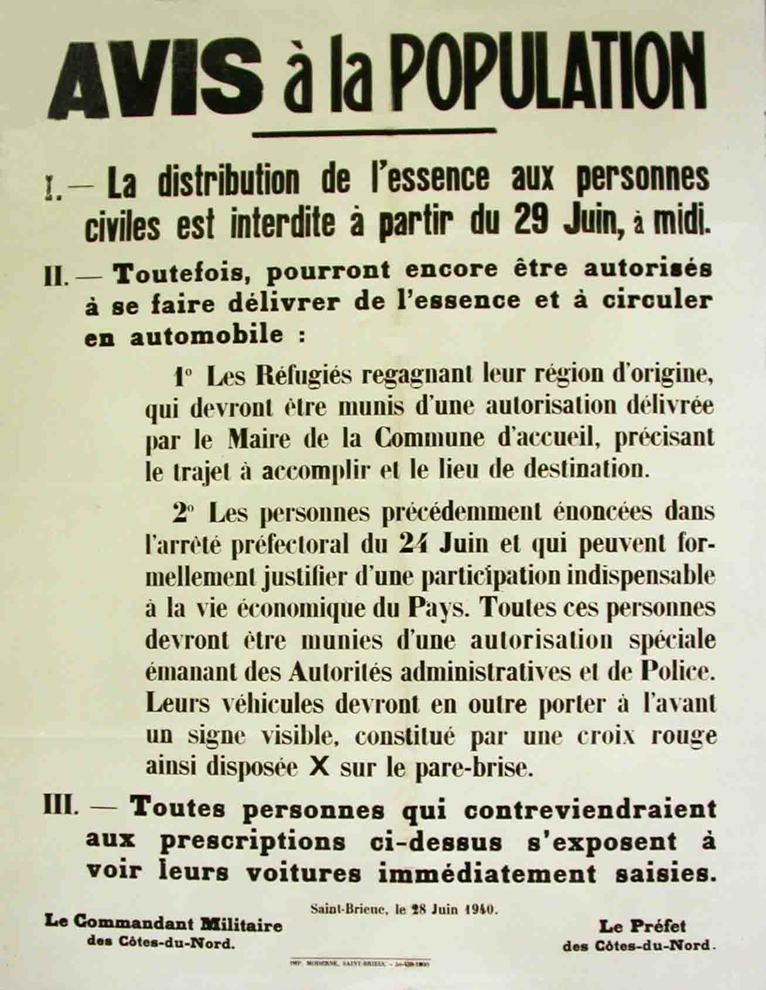 AVIS à la POPULATION
I. — La distribution de l'essence aux personnes
civiles est interdite à partir du 29 Juin, à midi.
II. — Toutefois, pourront encore être autorisés
à se faire délivrer de l'essence et à circuler
en automobile :
1° Les Réfugiés regagnant leur région d'origine,
qui devront être munis d'une autorisation délivrée
par le Maire de la Commune d'accueil, précisant
le trajet à accomplir et le lieu de destination.
2° Les personnes précédemment énoncées dans
l'arrêté préfectoral du 24 Juin et qui peuvent for-
mellement justifier d'une participation indispensable
à la vie économique du Pays. Toutes ces personnes
devront être munies d'une autorisation spéciale
émanant des Autorités administratives et de Police.
Leurs véhicules devront en outre porter à l'avant
un signe visible, constitué par une croix rouge
ainsi disposée X sur le pare-brise.
III. — Toutes personnes qui contreviendraient
aux prescriptions ci-dessus s'exposent à
voir leurs voitures immédiatement saisies.
Saint-Brieuc, le 28 Juin 1940.
Le Commandant Militaire
des Côtes-du-Nord.
Le Préfet
des Côtes-du-Nord.
IMP. MODERNE, SAINT-BRIEUC -